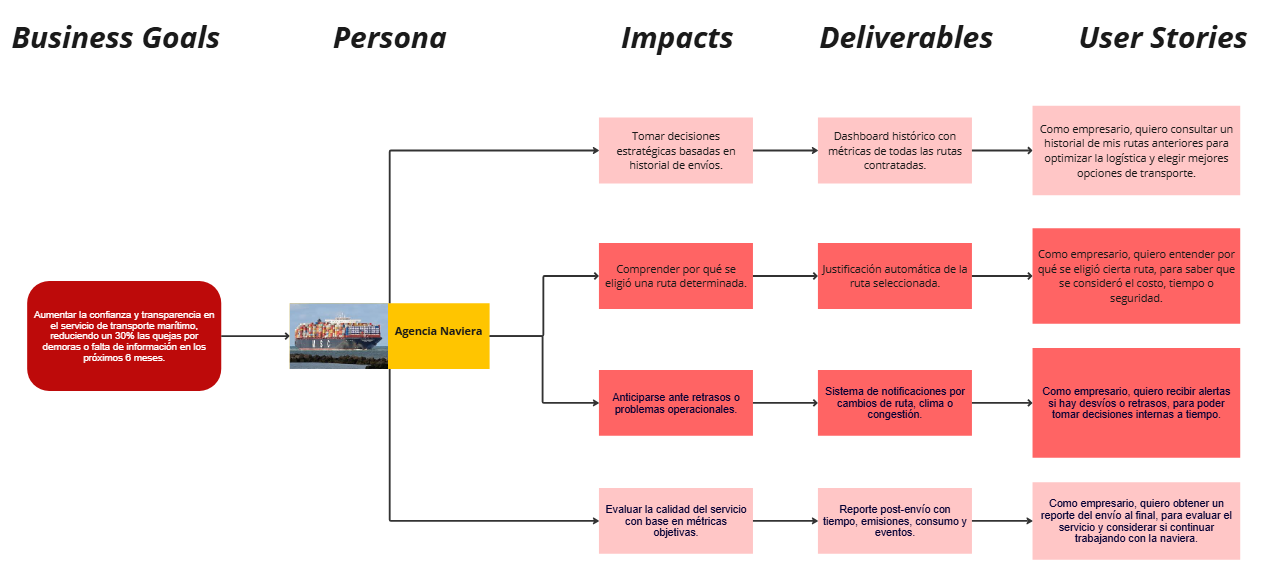 Business Goals
Persona
Impacts
Deliverables
User Stories
Tomar decisiones
estratégicas basadas en
historial de envíos.
Dashboard histórico con
métricas de todas las rutas
contratadas.
Como empresario, quiero consultar un
historial de mis rutas anteriores para
optimizar la logística y elegir mejores
opciones de transporte.
Aumentar la confianza y transparencia en
el servicio de transporte marítimo,
reduciendo un 30% las quejas por
demoras o falta de información en los
próximos 6 meses.
MSC
Agencia Naviera
Comprender por qué se
eligió una ruta determinada.
Justificación automática de la
ruta seleccionada.
Como empresario, quiero entender por
qué se eligió cierta ruta, para saber que
se consideró el costo, tiempo o
seguridad.
Anticiparse ante retrasos o
problemas operacionales.
Sistema de notificaciones por
cambios de ruta, clima o
congestión.
Como empresario, quiero recibir alertas
si hay desvíos o retrasos, para poder
tomar decisiones internas a tiempo.
Evaluar la calidad del servicio
con base en métricas
objetivas.
Reporte post-envío con
tiempo, emisiones, consumo y
eventos.
Como empresario, quiero obtener un
reporte del envío al final, para evaluar el
servicio y considerar si continuar
trabajando con la naviera.